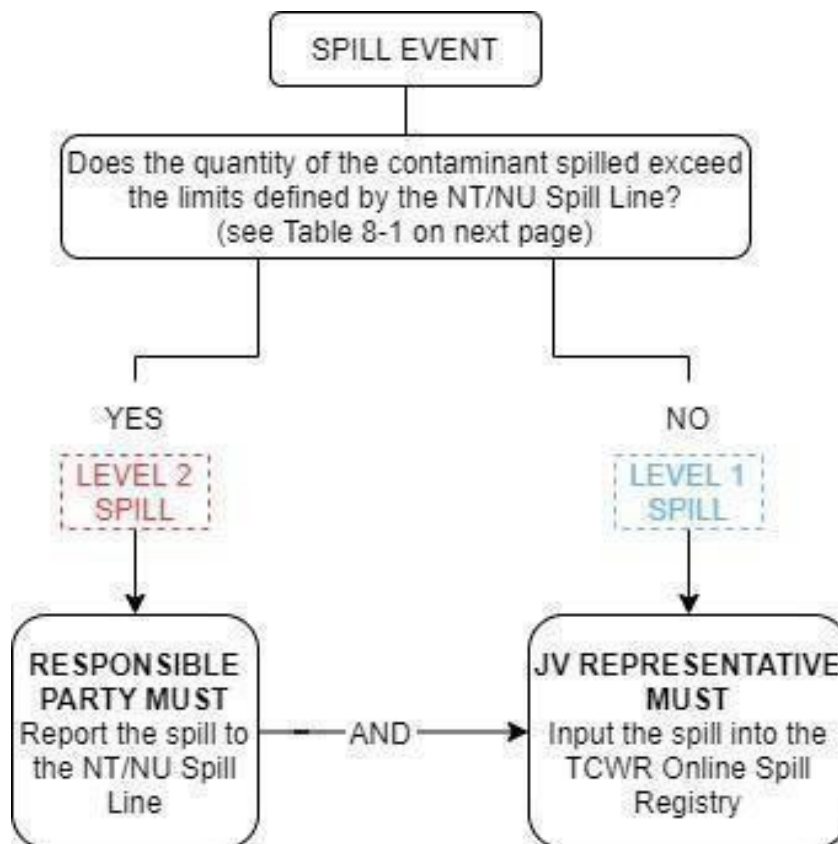 SPILL EVENT
Does the quantity of the contaminant spilled exceed
the limits defined by the NT/NU Spill Line?
(see Table 8-1 on next page)
YES
NO
LEVEL 2
SPILL
LEVEL 1
SPILL
RESPONSIBLE
PARTY MUST
Report the spill to
the NT/NU Spill
Line
AND
JV REPRESENTATIVE
MUST
Input the spill into the
TCWR Online Spill
Registry